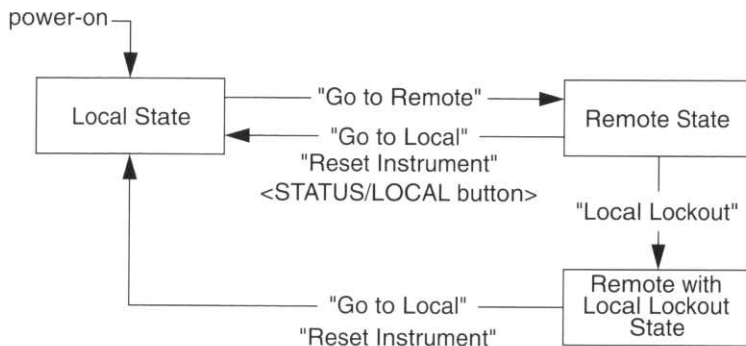 power-on
Local State
"Go to Remote"
Remote State
"Go to Local"
"Reset Instrument"
<STATUS/LOCAL button>
"Local Lockout"
Remote with
Local Lockout
State
"Go to Local"
"Reset Instrument"